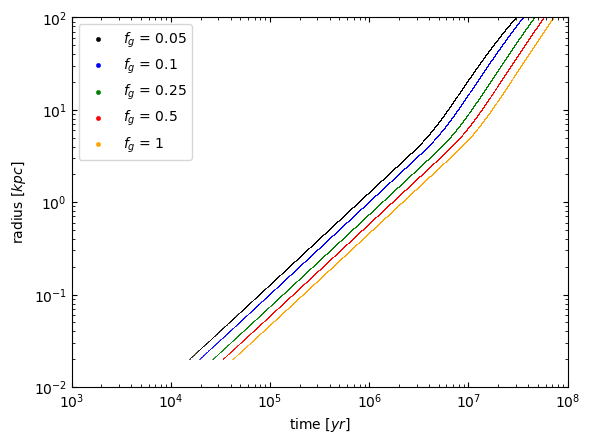 10²
10¹
10⁰
10⁻¹
10⁻²
radius [kpc]
f_g = 0.05
f_g = 0.1
f_g = 0.25
f_g = 0.5
f_g = 1
10³ 10⁴ 10⁵ 10⁶ 10⁷ 10⁸
time [yr]